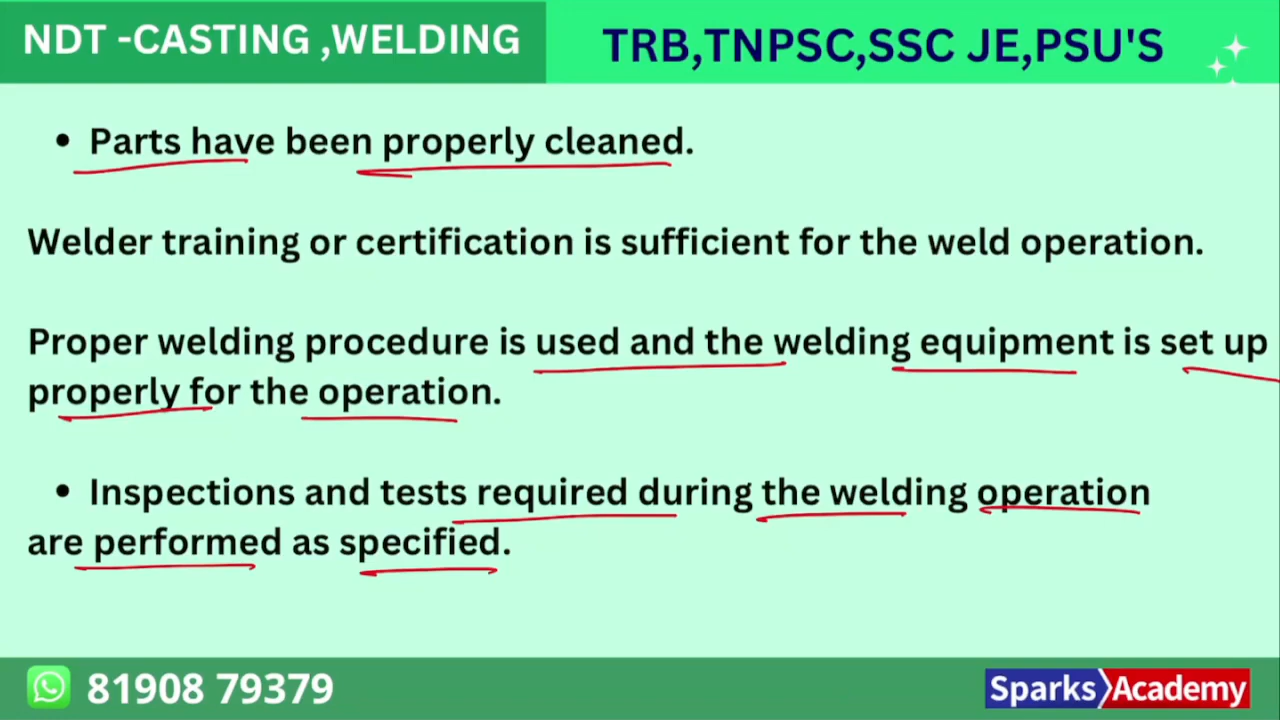 NDT -CASTING ,WELDING
TRB,TNPSC,SSC JE,PSU'S
• Parts have been properly cleaned.
Welder training or certification is sufficient for the weld operation.
Proper welding procedure is used and the welding equipment is set up
properly for the operation.
• Inspections and tests required during the welding operation
are performed as specified.
81908 79379
Sparks Academy